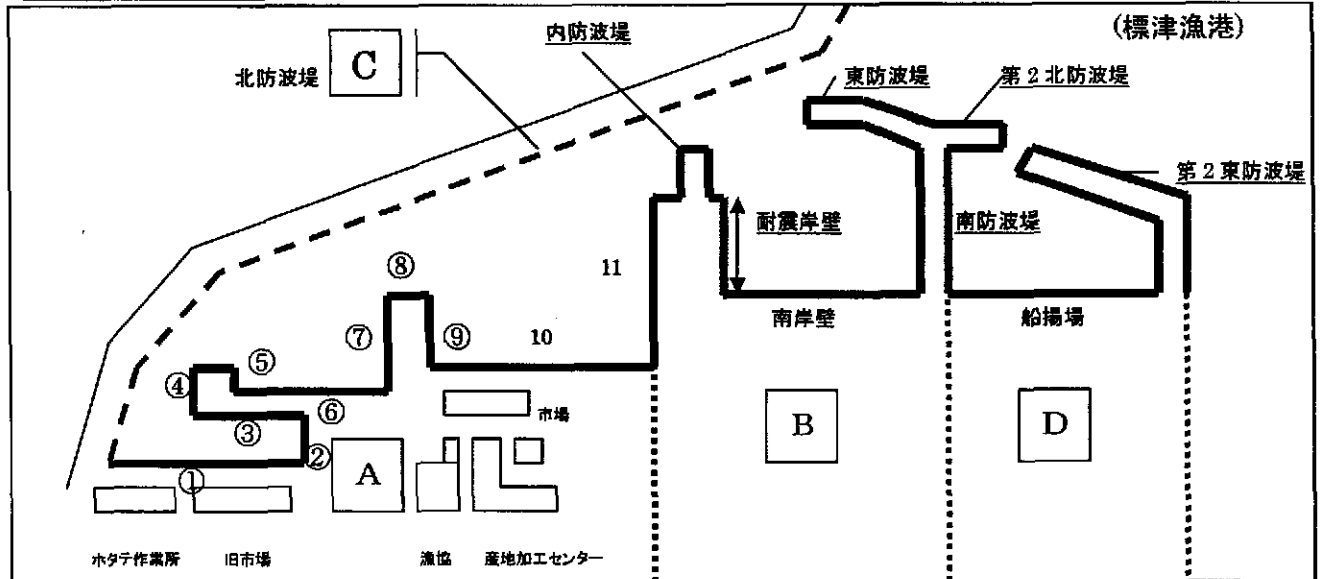 (標津漁港)
内防波堤
北防波堤
C
東防波堤
第2北防波堤
第2東防波堤
耐震岸壁
南防波堤
⑧
11
南岸壁
船揚場
⑦
⑨
10
⑤
④
⑥
市場
③
B
D
②
A
①
ホタテ作業所
旧市場
漁協
産地加工センター